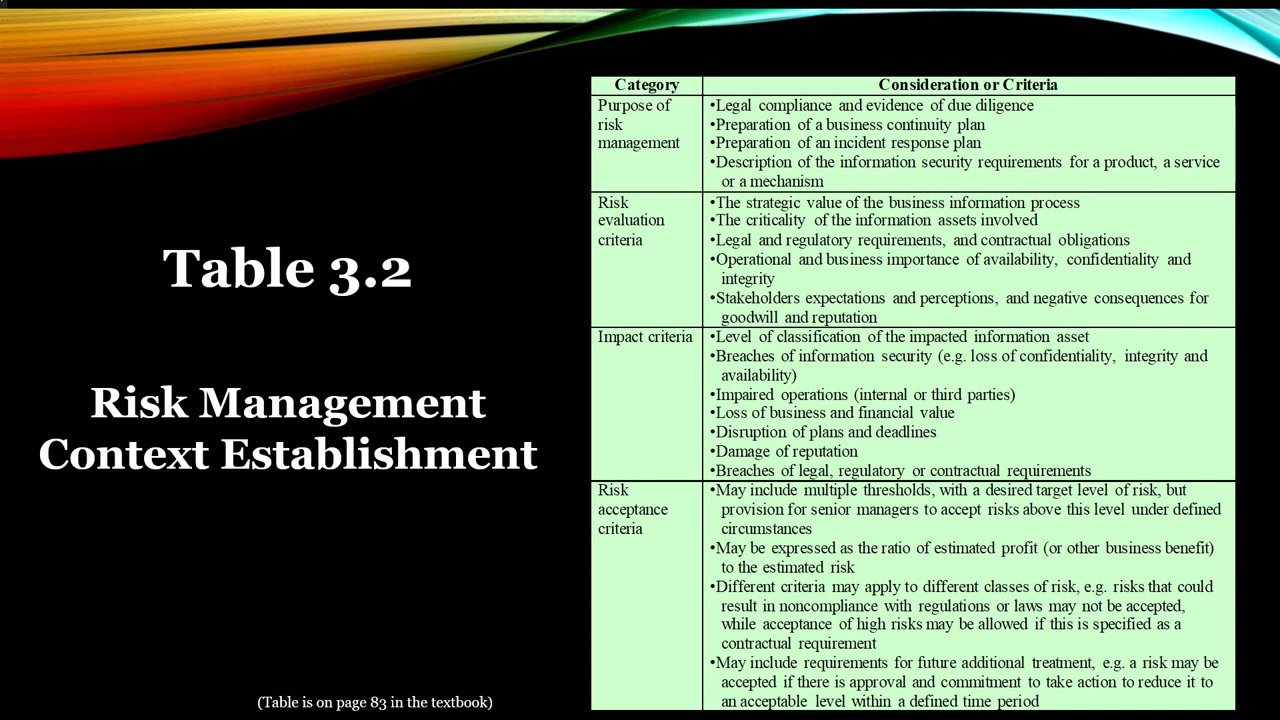 Table 3.2
Risk Management
Context Establishment
(Table is on page 83 in the textbook)
Category Consideration or Criteria
Purpose of
risk
management
•Legal compliance and evidence of due diligence
•Preparation of a business continuity plan
•Preparation of an incident response plan
•Description of the information security requirements for a product, a service
or a mechanism
Risk
evaluation
criteria
•The strategic value of the business information process
•The criticality of the information assets involved
•Legal and regulatory requirements, and contractual obligations
•Operational and business importance of availability, confidentiality and
integrity
•Stakeholders expectations and perceptions, and negative consequences for
goodwill and reputation
Impact criteria
•Level of classification of the impacted information asset
•Breaches of information security (e.g. loss of confidentiality, integrity and
availability)
•Impaired operations (internal or third parties)
•Loss of business and financial value
•Disruption of plans and deadlines
•Damage of reputation
•Breaches of legal, regulatory or contractual requirements
Risk
acceptance
criteria
•May include multiple thresholds, with a desired target level of risk, but
provision for senior managers to accept risks above this level under defined
circumstances
•May be expressed as the ratio of estimated profit (or other business benefit)
to the estimated risk
•Different criteria may apply to different classes of risk, e.g. risks that could
result in noncompliance with regulations or laws may not be accepted,
while acceptance of high risks may be allowed if this is specified as a
contractual requirement
•May include requirements for future additional treatment, e.g. a risk may be
accepted if there is approval and commitment to take action to reduce it to
an acceptable level within a defined time period